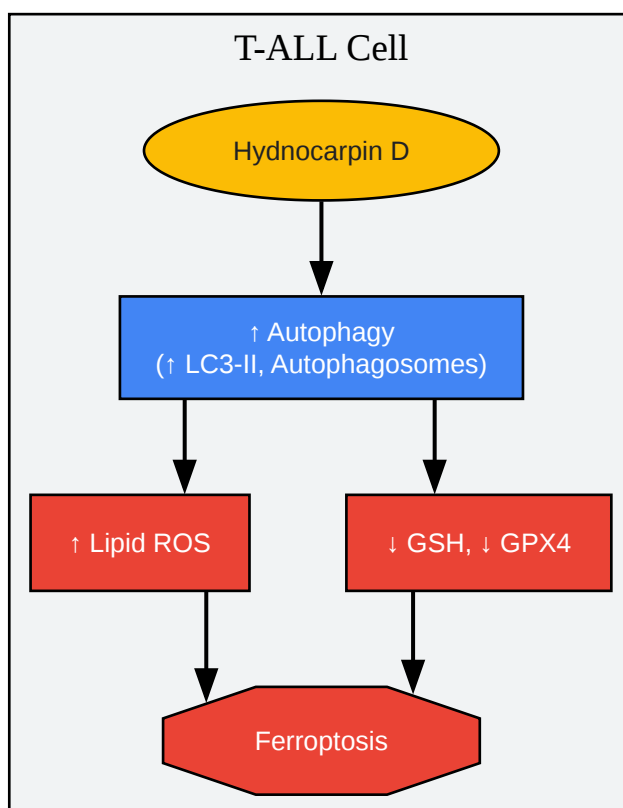 T-ALL Cell
Hydnocarpin D
↑ Autophagy
(↑ LC3-II, Autophagosomes)
↑ Lipid ROS
↓ GSH, ↓ GPX4
Ferroptosis